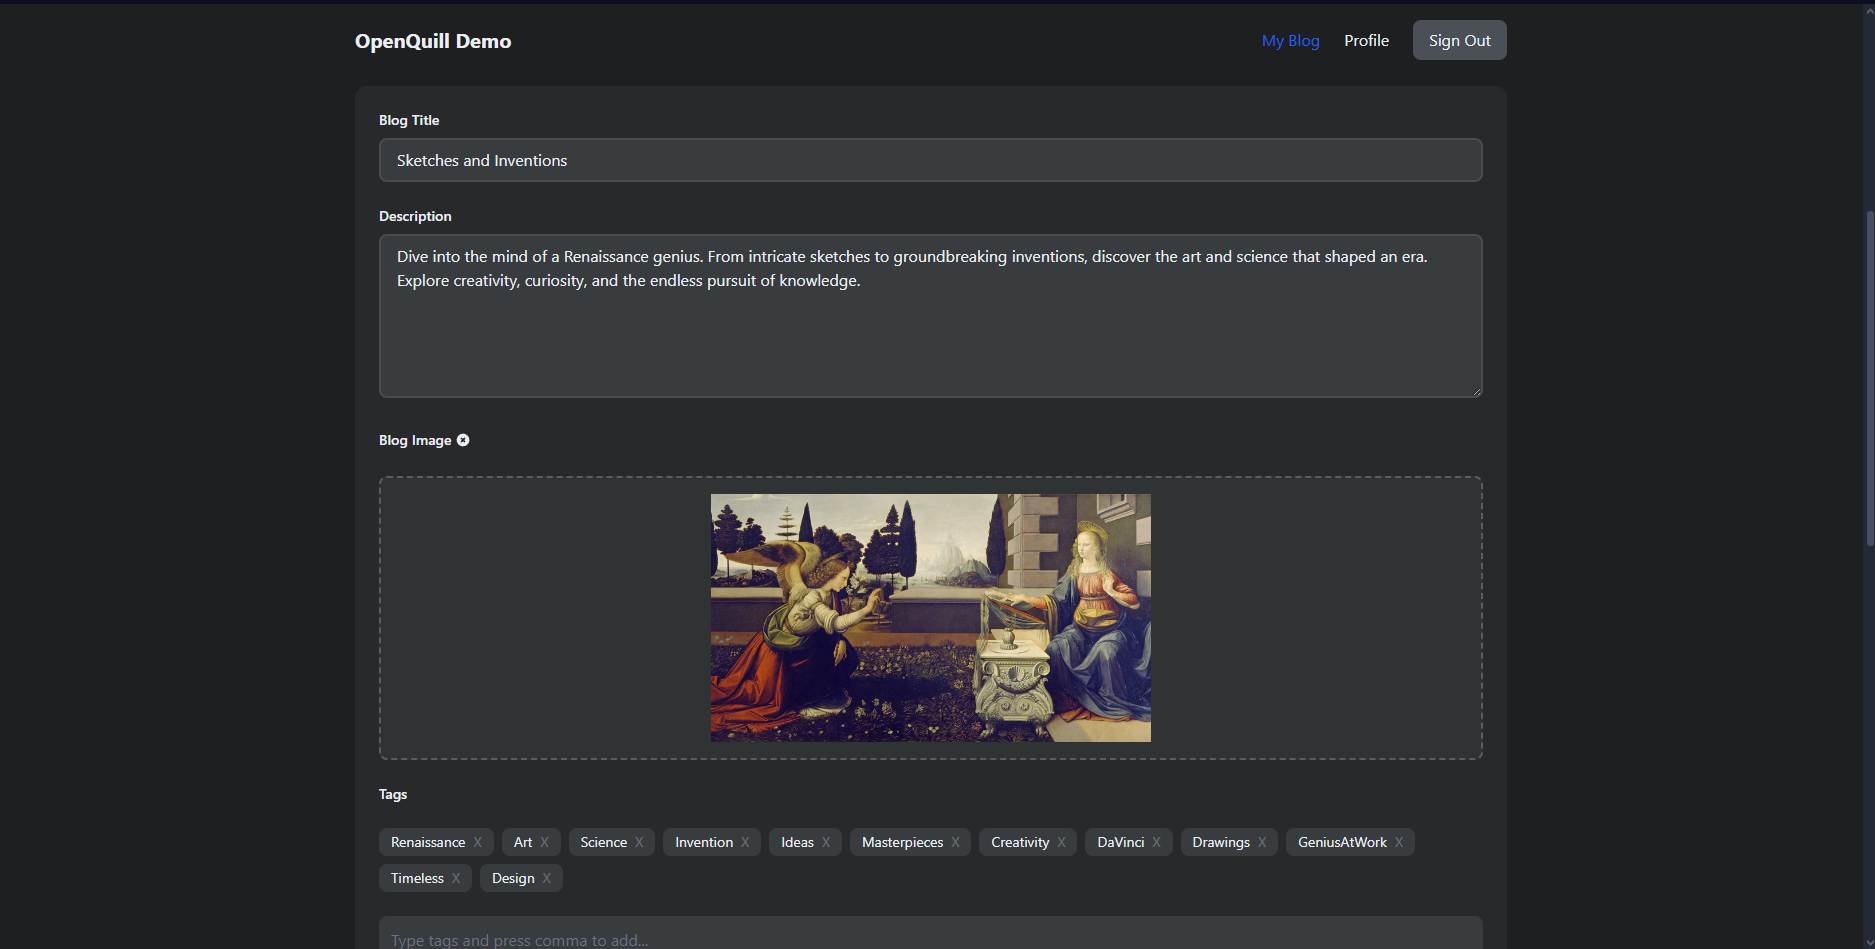 OpenQuill Demo
My Blog
Profile
Sign Out
Blog Title
Sketches and Inventions
Description
Dive into the mind of a Renaissance genius. From intricate sketches to groundbreaking inventions, discover the art and science that shaped an era.
Explore creativity, curiosity, and the endless pursuit of knowledge.
Blog Image
Tags
Renaissance X Art X Science X Invention X Ideas X Masterpieces X Creativity X DaVinci X Drawings X GeniusAtWork X
Timeless X Design X
Type tags and press comma to add...